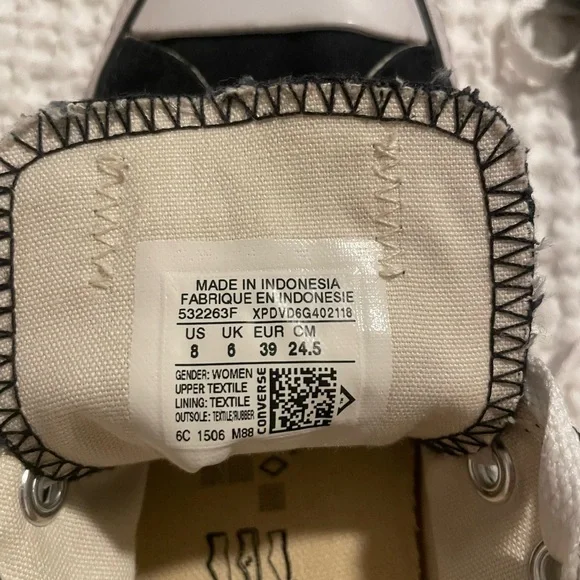 MADE IN INDONESIA
FABRIQUE EN INDONESIE
532263F XPDVD6G402118
US UK EUR CM
8 6 39 24.5
GENDER: WOMEN
UPPER: TEXTILE
LINING: TEXTILE
OUTSOLE: TEXTILE/RUBBER
CONVERSE
6C 1506 M88